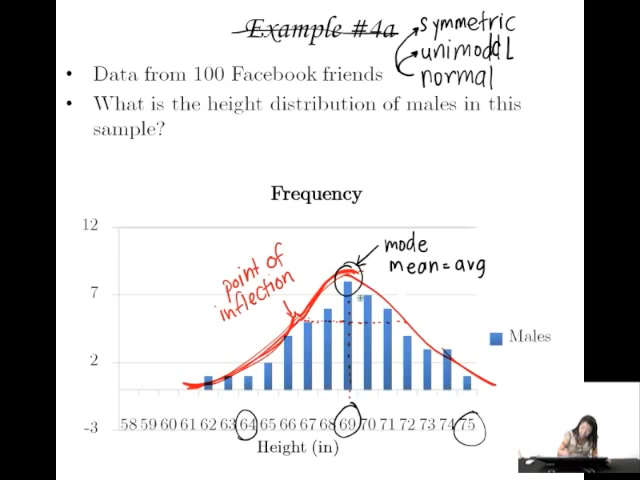 Example #4a
symmetric
unimodal
normal
• Data from 100 Facebook friends
• What is the height distribution of males in this
sample?
Frequency
12
7
2
-3
mode
mean = avg
point of
inflection
Males
58 59 60 61 62 63 64 65 66 67 68 69 70 71 72 73 74 75
Height (in)